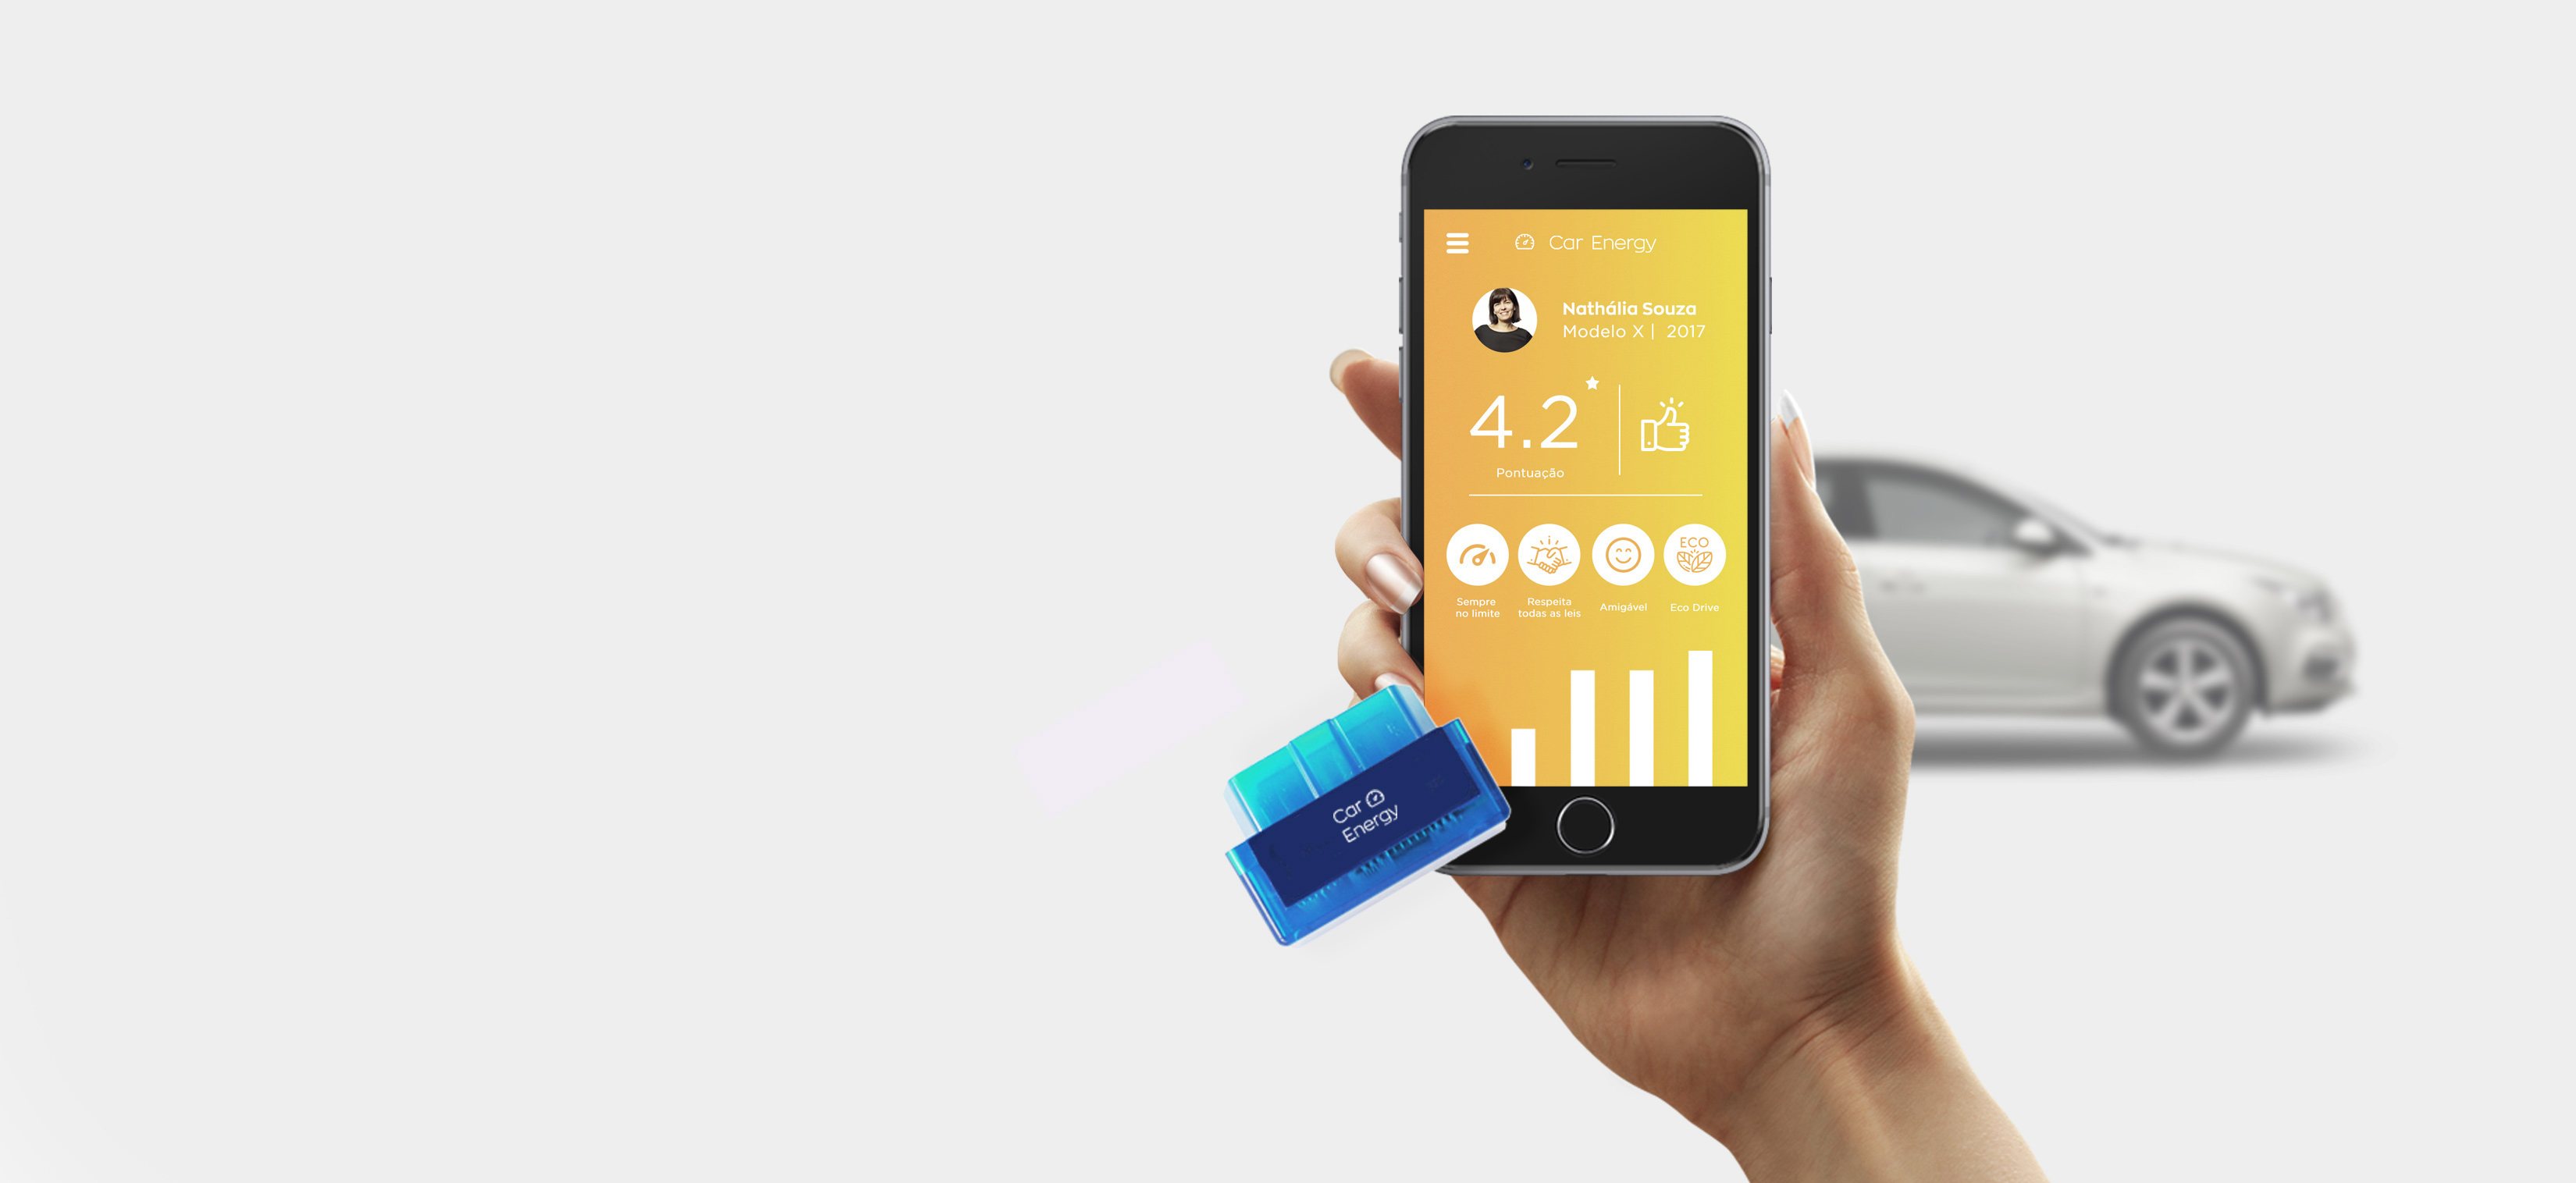 Car Energy
Nathália Souza
Modelo X | 2017
4.2
Pontuação
Sempre
no limite
Respeita
todas as leis
Amigável
ECO
Eco Drive
Car
Energy